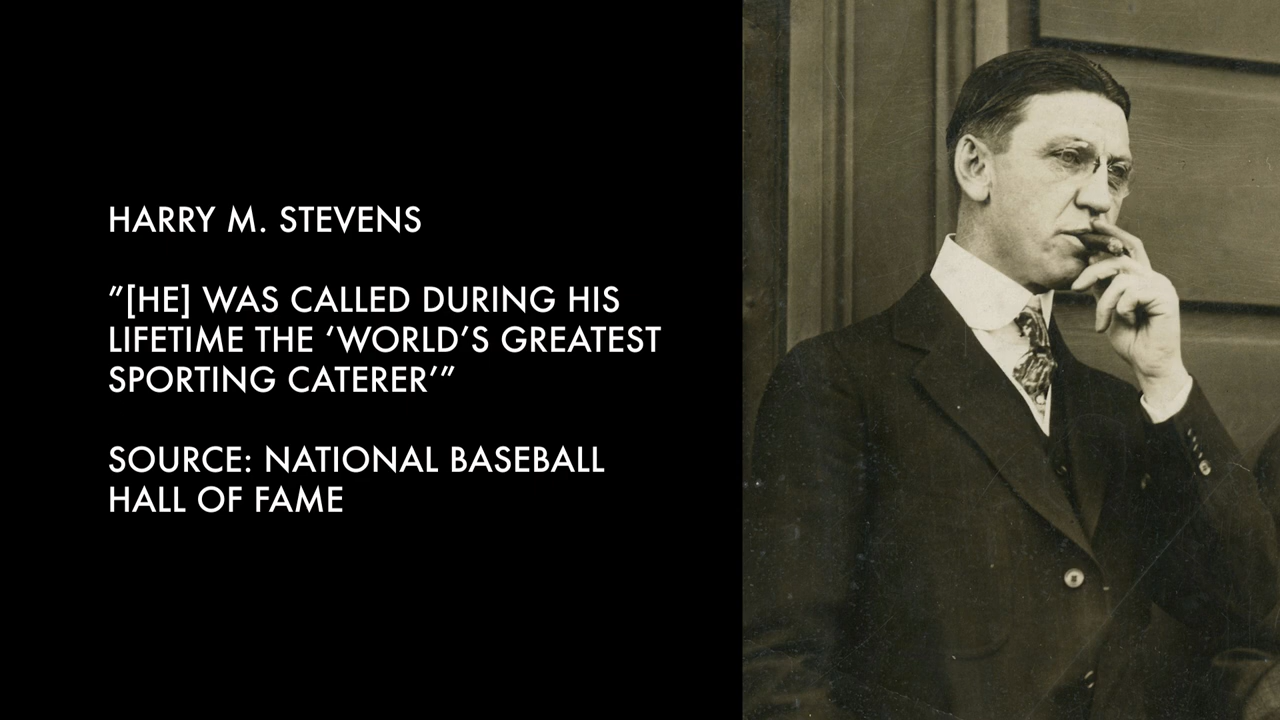 HARRY M. STEVENS
"[HE] WAS CALLED DURING HIS
LIFETIME THE ‘WORLD’S GREATEST
SPORTING CATERER’"
SOURCE: NATIONAL BASEBALL
HALL OF FAME